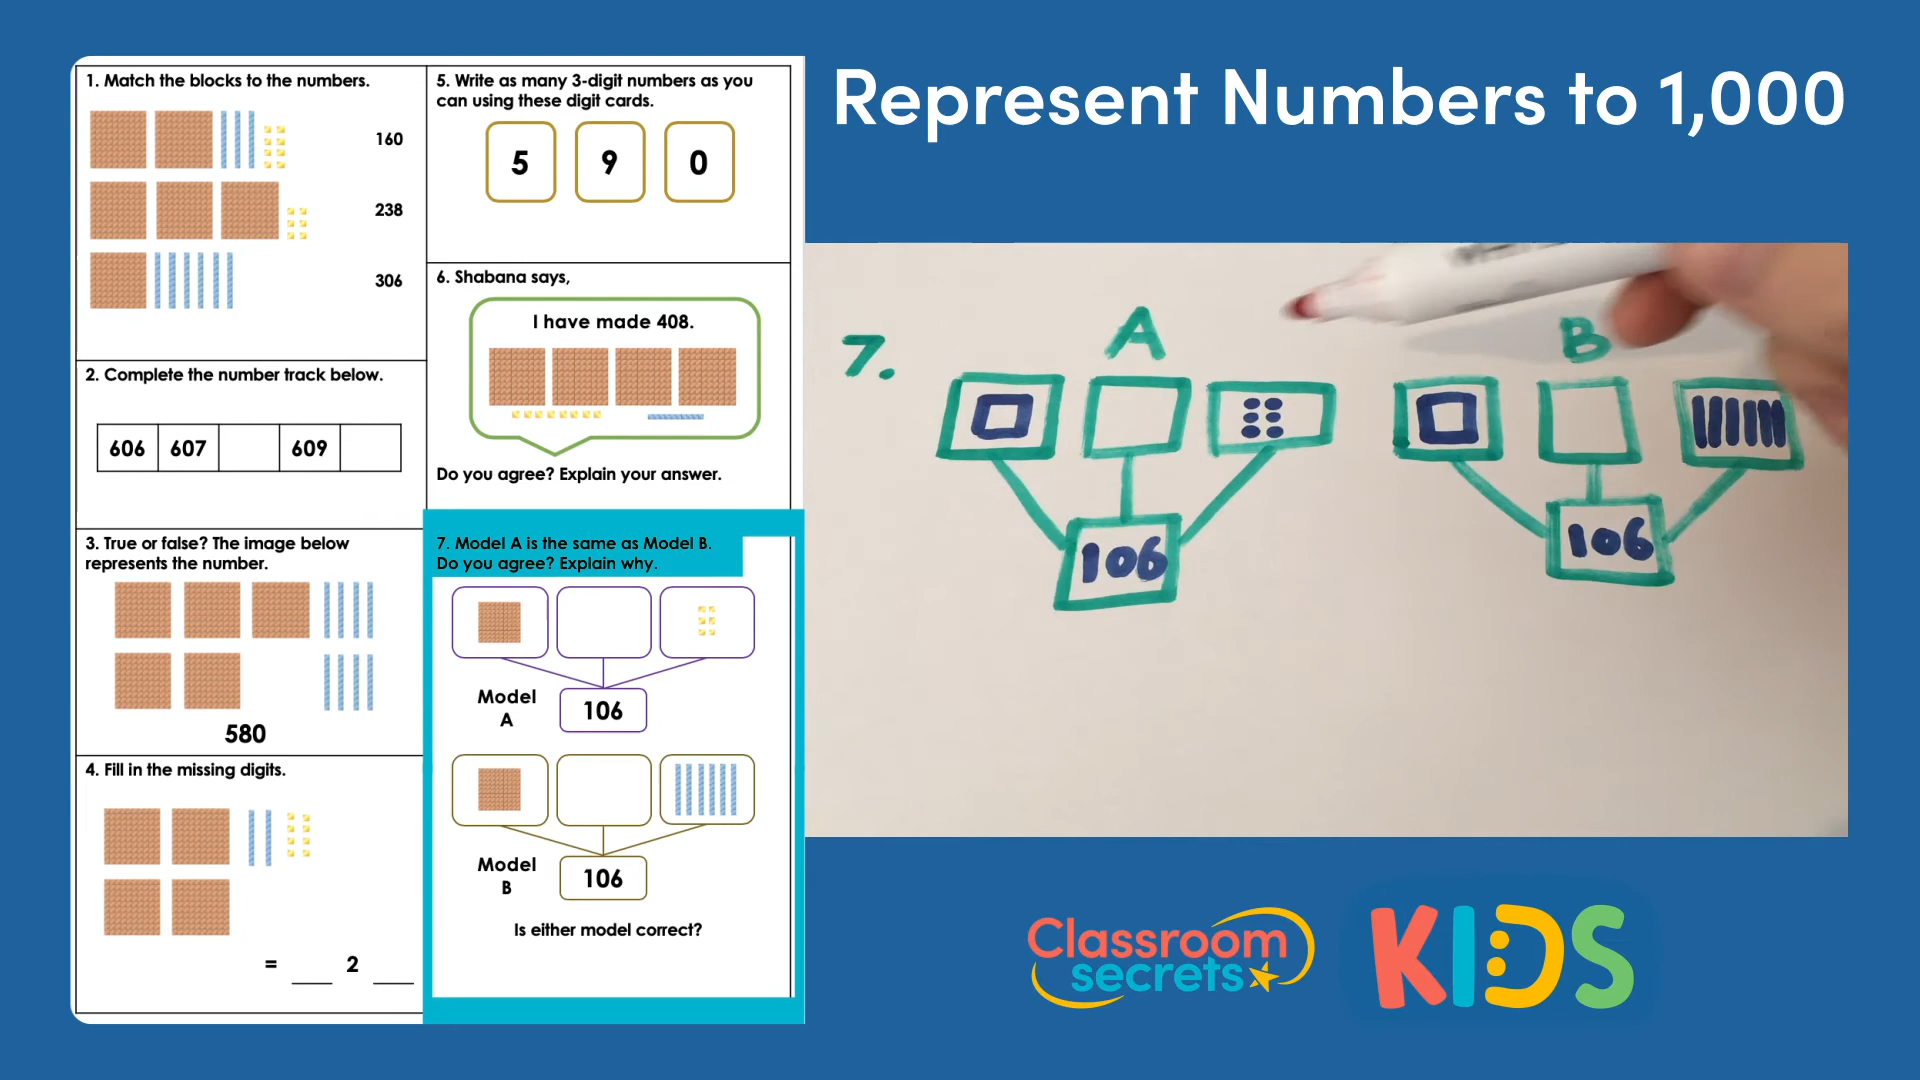 Represent Numbers to 1,000
1. Match the blocks to the numbers.
160
238
306
2. Complete the number track below.
606 607 609
3. True or false? The image below
represents the number.
580
4. Fill in the missing digits.
= ___ 2 ___
5. Write as many 3-digit numbers as you
can using these digit cards.
5 9 0
6. Shabana says,
I have made 408.
Do you agree? Explain your answer.
7. Model A is the same as Model B.
Do you agree? Explain why.
Model
A
106
Model
B
106
Is either model correct?
7.
A
B
106
106
Classroom
secrets
KIDS